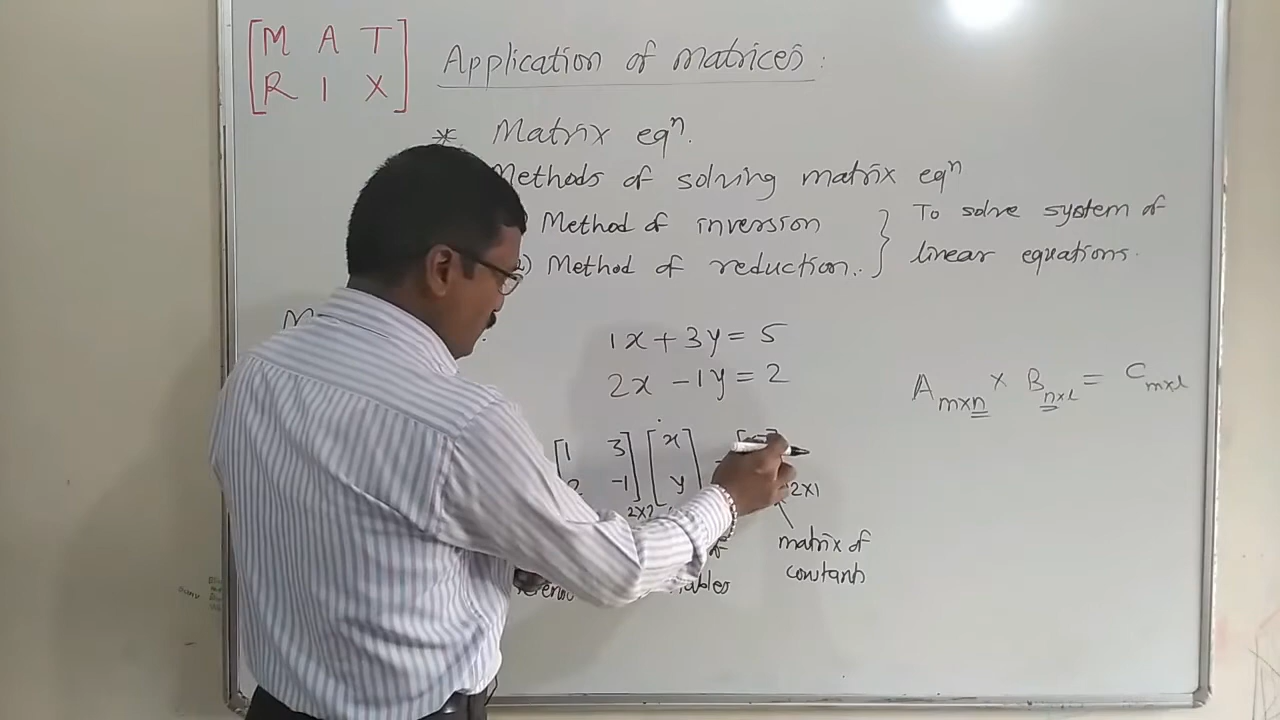 M A T
R I X
Application of matrices :
* Matrix eqⁿ.
Methods of solving matrix eqⁿ
Method of inversion
2) Method of reduction.
} To solve system of
linear equations.
1x + 3y = 5
2x - 1y = 2
A m×n × B n×l = C m×l
1 3 x
2 -1 y
2×2
2×1
matrix of
constants